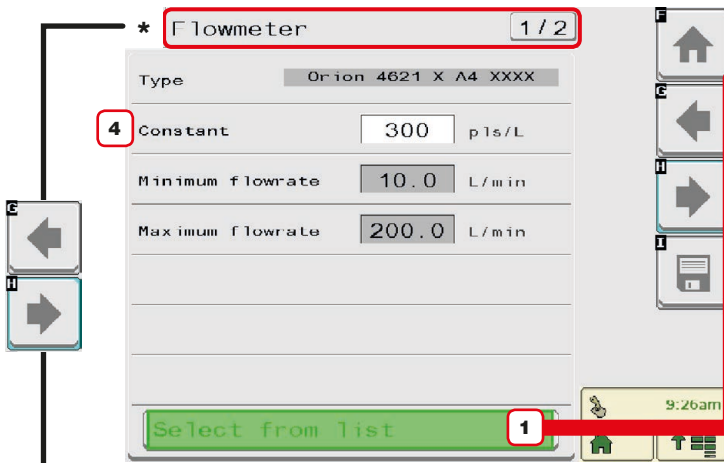 * Flowmeter 1/2
Type Orion 4621 X A4 XXXX
4 Constant 300 pls/L
Minimum flowrate 10.0 L/min
Maximum flowrate 200.0 L/min
Select from list 1
F
G
H
I
G
H
9:26am